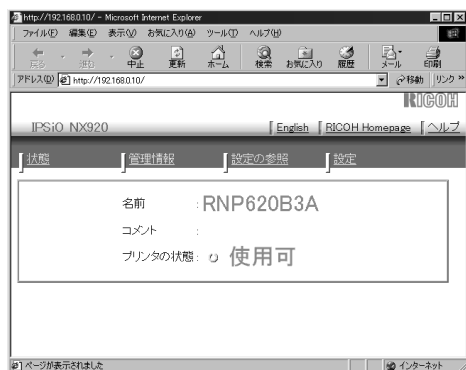 http://192.168.0.10/ - Microsoft Internet Explorer
ファイル(F) 編集(E) 表示(V) お気に入り(A) ツール(T) ヘルプ(H)
戻る 進む 中止 更新 ホーム 検索 お気に入り 履歴 メール 印刷
アドレス(D) http://192.168.0.10/ 移動 リンク »
RICOH
IPSiO NX920 English RICOH Homepage ヘルプ
状態 管理情報 設定の参照 設定
名前 : RNP620B3A
コメント :
プリンタの状態 : 使用可
ページが表示されました インターネット